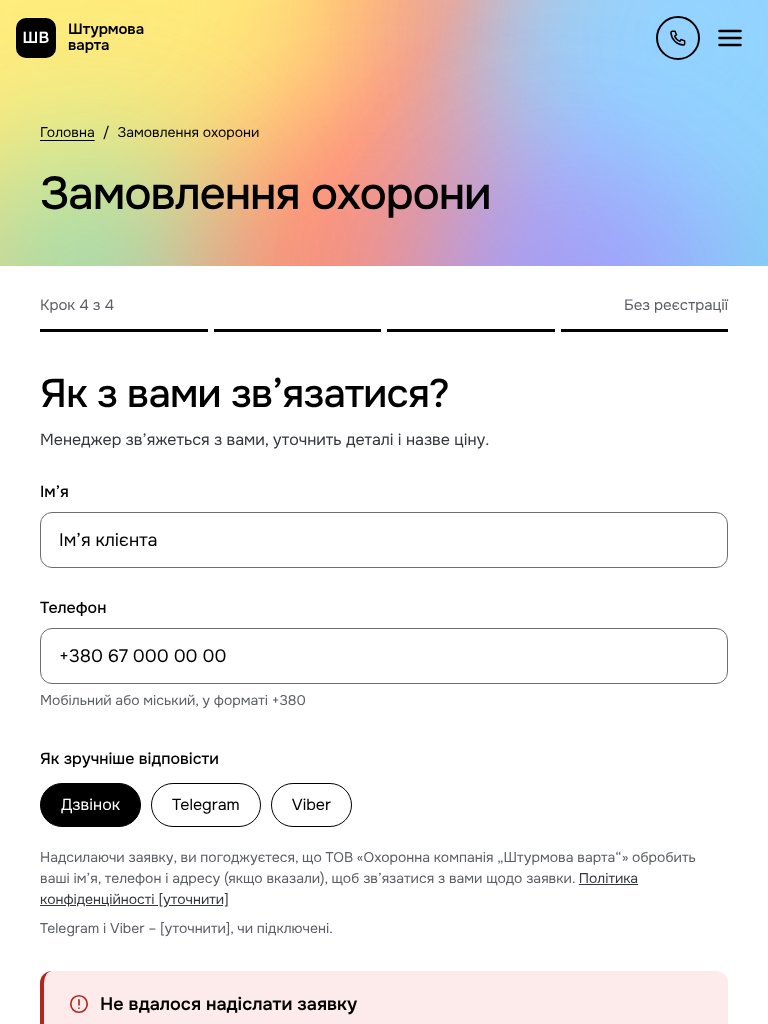 ШВ
Штурмова
варта
Головна / Замовлення охорони
Замовлення охорони
Крок 4 з 4
Без реєстрації
Як з вами зв’язатися?
Менеджер зв’яжеться з вами, уточнить деталі і назве ціну.
Ім’я
Ім’я клієнта
Телефон
+380 67 000 00 00
Мобільний або міський, у форматі +380
Як зручніше відповісти
Дзвінок
Telegram
Viber
Надсилаючи заявку, ви погоджуєтеся, що ТОВ «Охоронна компанія „Штурмова варта“» обробить
ваші ім’я, телефон і адресу (якщо вказали), щоб зв’язатися з вами щодо заявки. Політика
конфіденційності [уточнити]
Telegram і Viber – [уточнити], чи підключені.
Не вдалося надіслати заявку